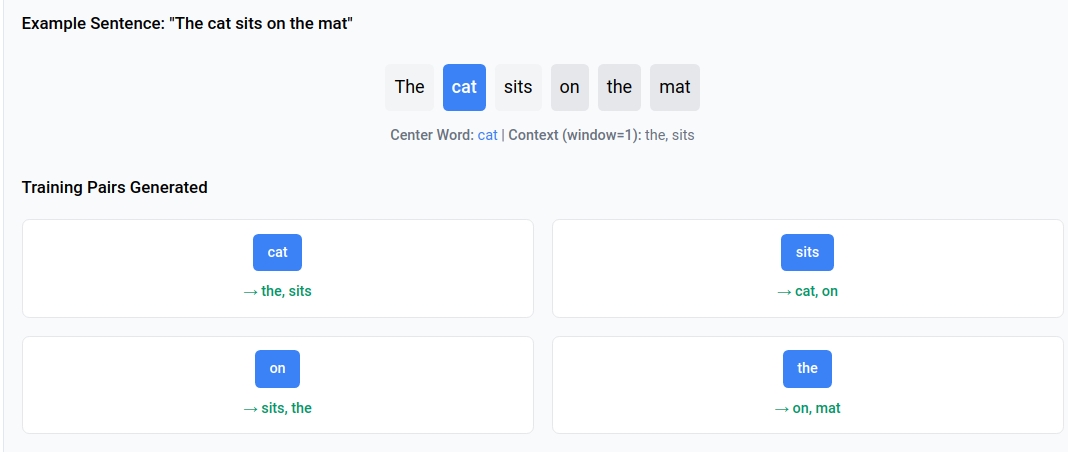 Example Sentence: "The cat sits on the mat"
The cat sits on the mat
Center Word: cat | Context (window=1): the, sits
Training Pairs Generated
cat
→ the, sits
sits
→ cat, on
on
→ sits, the
the
→ on, mat